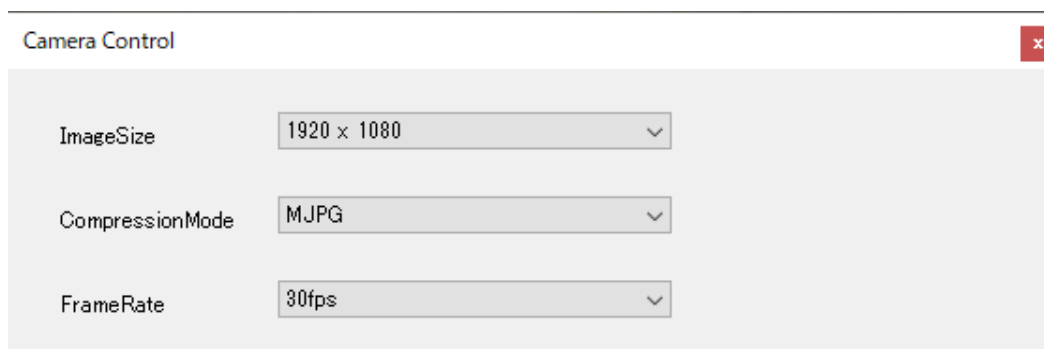 Camera Control
x
ImageSize
1920 x 1080
CompressionMode
MJPG
FrameRate
30fps